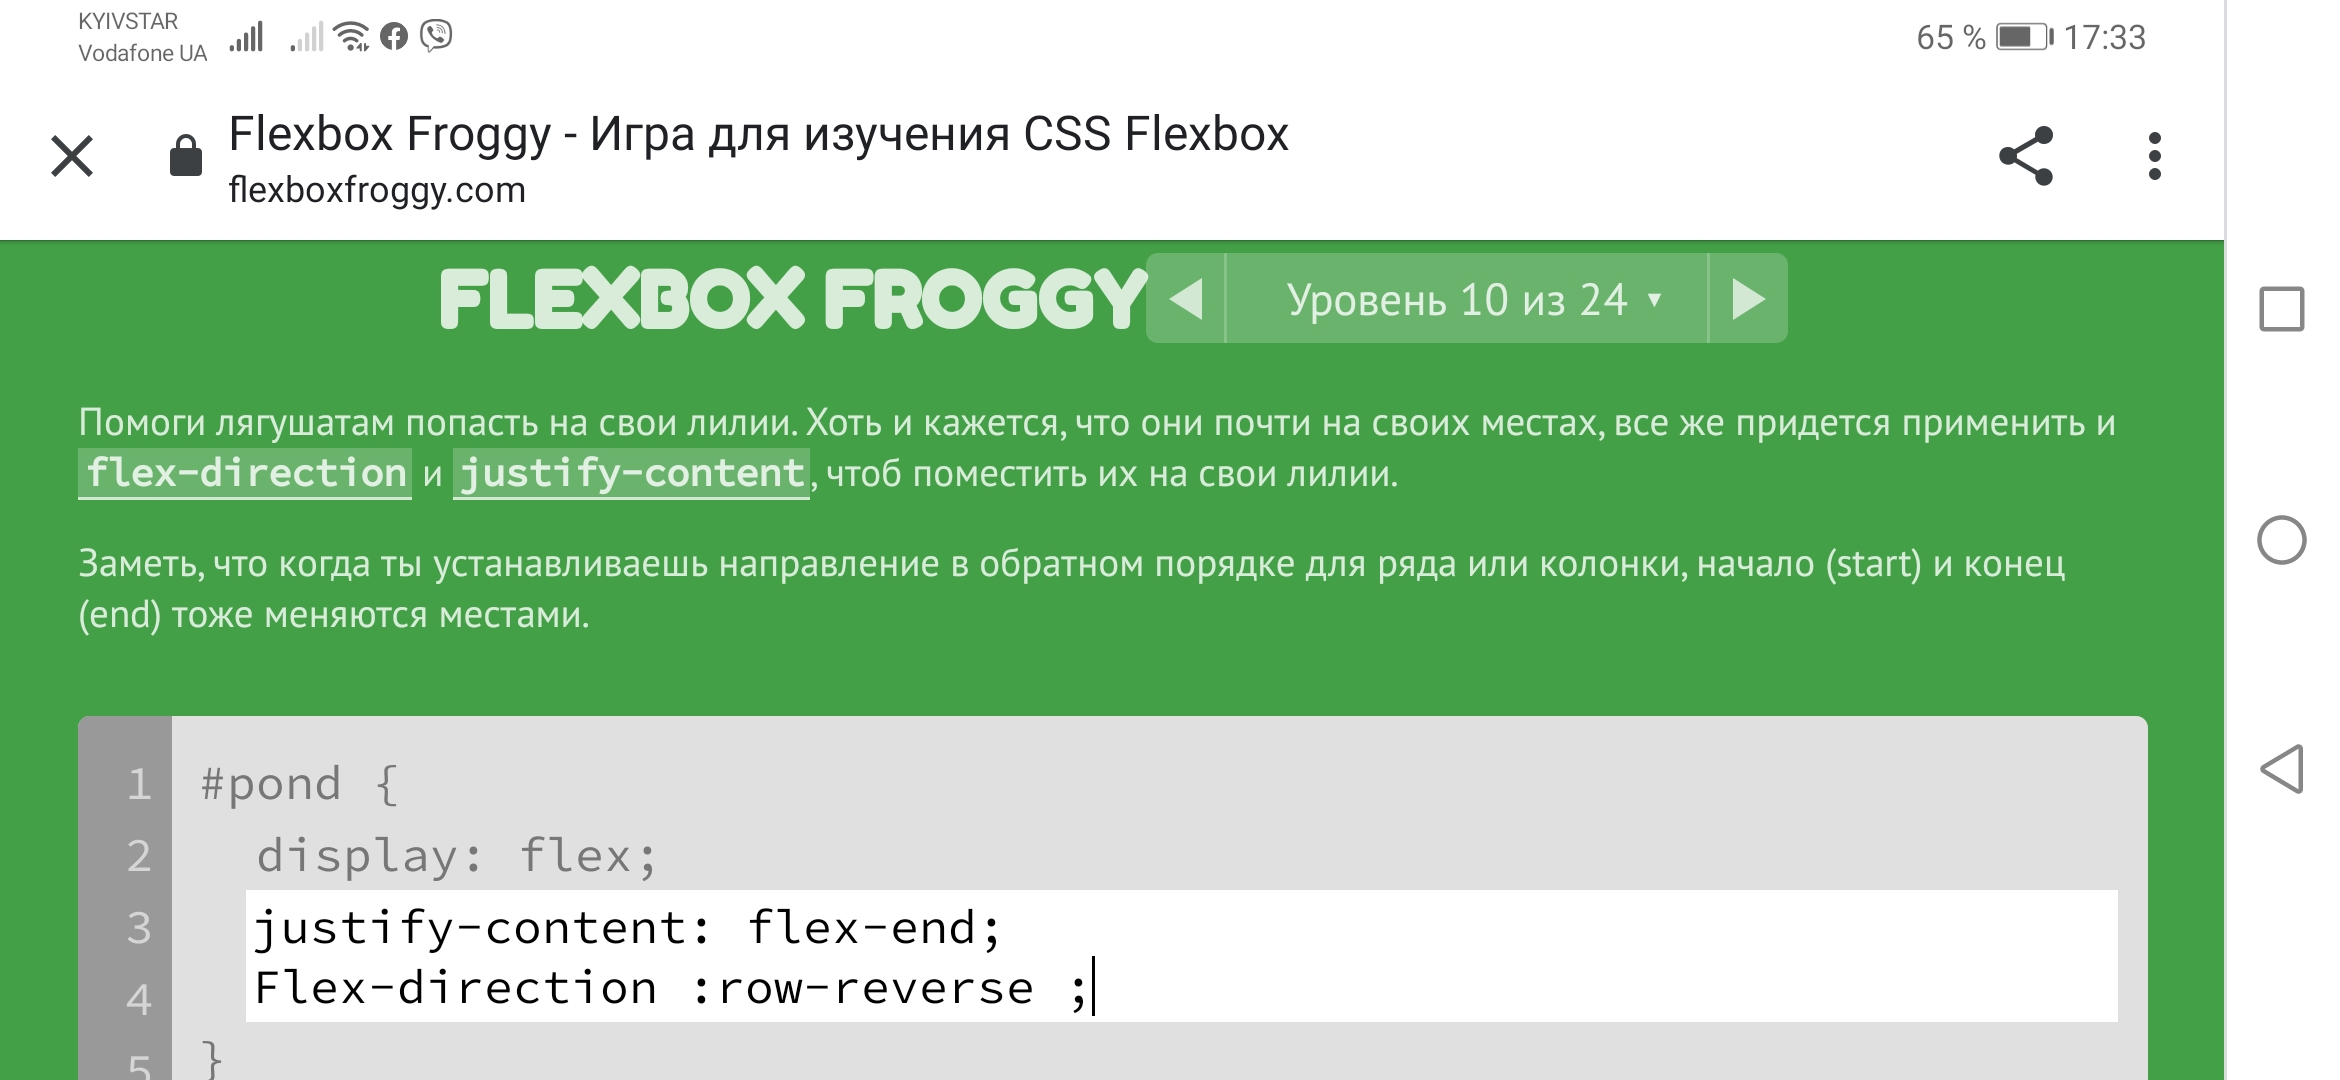 KYIVSTAR
Vodafone UA
65 % 17:33
Flexbox Froggy - Игра для изучения CSS Flexbox
flexboxfroggy.com
FLEXBOX FROGGY
Уровень 10 из 24 ▾
Помоги лягушатам попасть на свои лилии. Хоть и кажется, что они почти на своих местах, все же придется применить и
flex-direction и justify-content, чтоб поместить их на свои лилии.
Заметь, что когда ты устанавливаешь направление в обратном порядке для ряда или колонки, начало (start) и конец
(end) тоже меняются местами.
1 #pond {
2 display: flex;
3 justify-content: flex-end;
4 Flex-direction :row-reverse ;
5 }